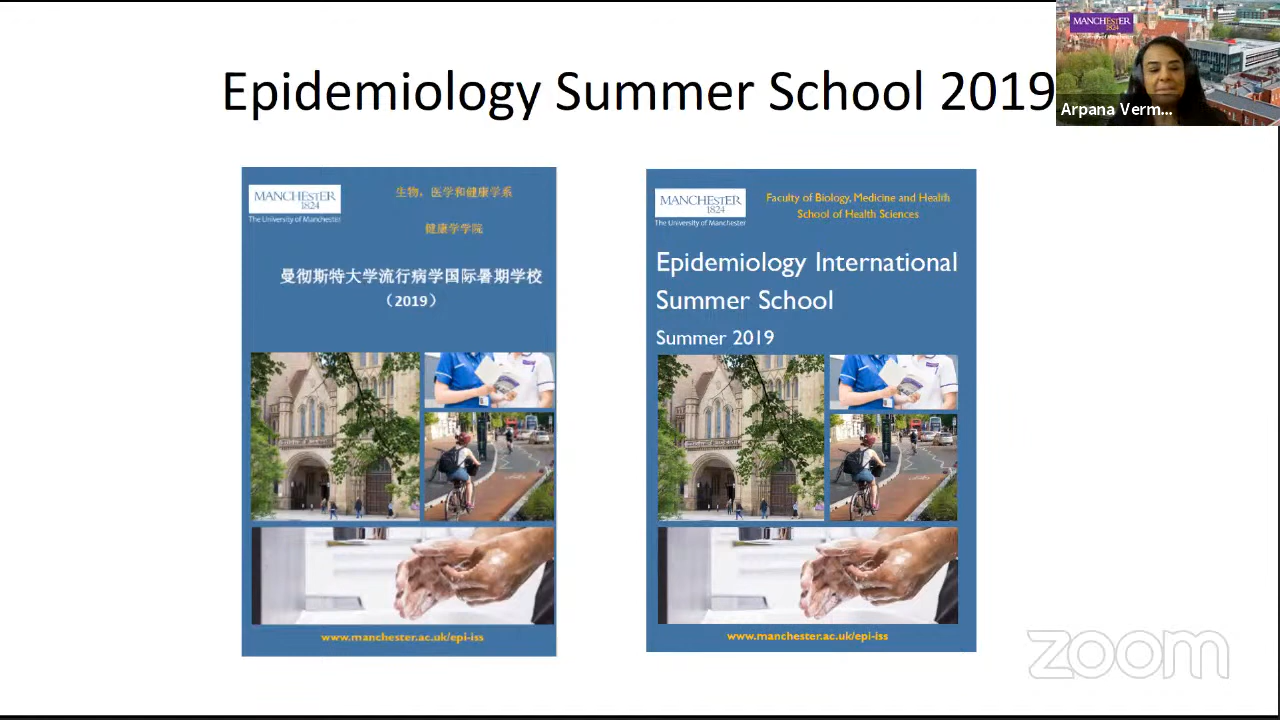 Epidemiology Summer School 2019
MANCHESTER
1824
The University of Manchester
Arpana Verm...
MANCHESTER
1824
The University of Manchester
生物，医学和健康学系
健康学学院
曼彻斯特大学流行病学国际暑期学校
（2019）
www.manchester.ac.uk/epi-iss
MANCHESTER
1824
The University of Manchester
Faculty of Biology, Medicine and Health
School of Health Sciences
Epidemiology International
Summer School
Summer 2019
www.manchester.ac.uk/epi-iss
zoom